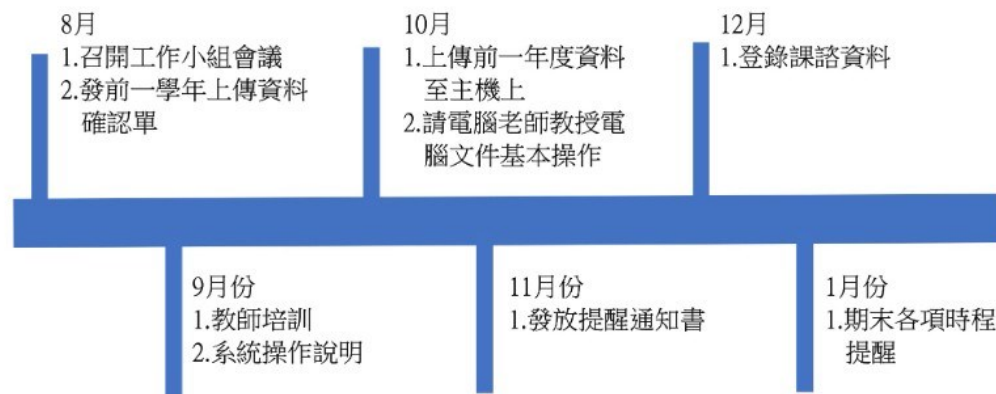 8月
1.召開工作小組會議
2.發前一學年上傳資料
確認單
10月
1.上傳前一年度資料
至主機上
2.請電腦老師教授電
腦文件基本操作
12月
1.登錄課諮資料
9月份
1.教師培訓
2.系統操作說明
11月份
1.發放提醒通知書
1月份
1.期末各項時程
提醒